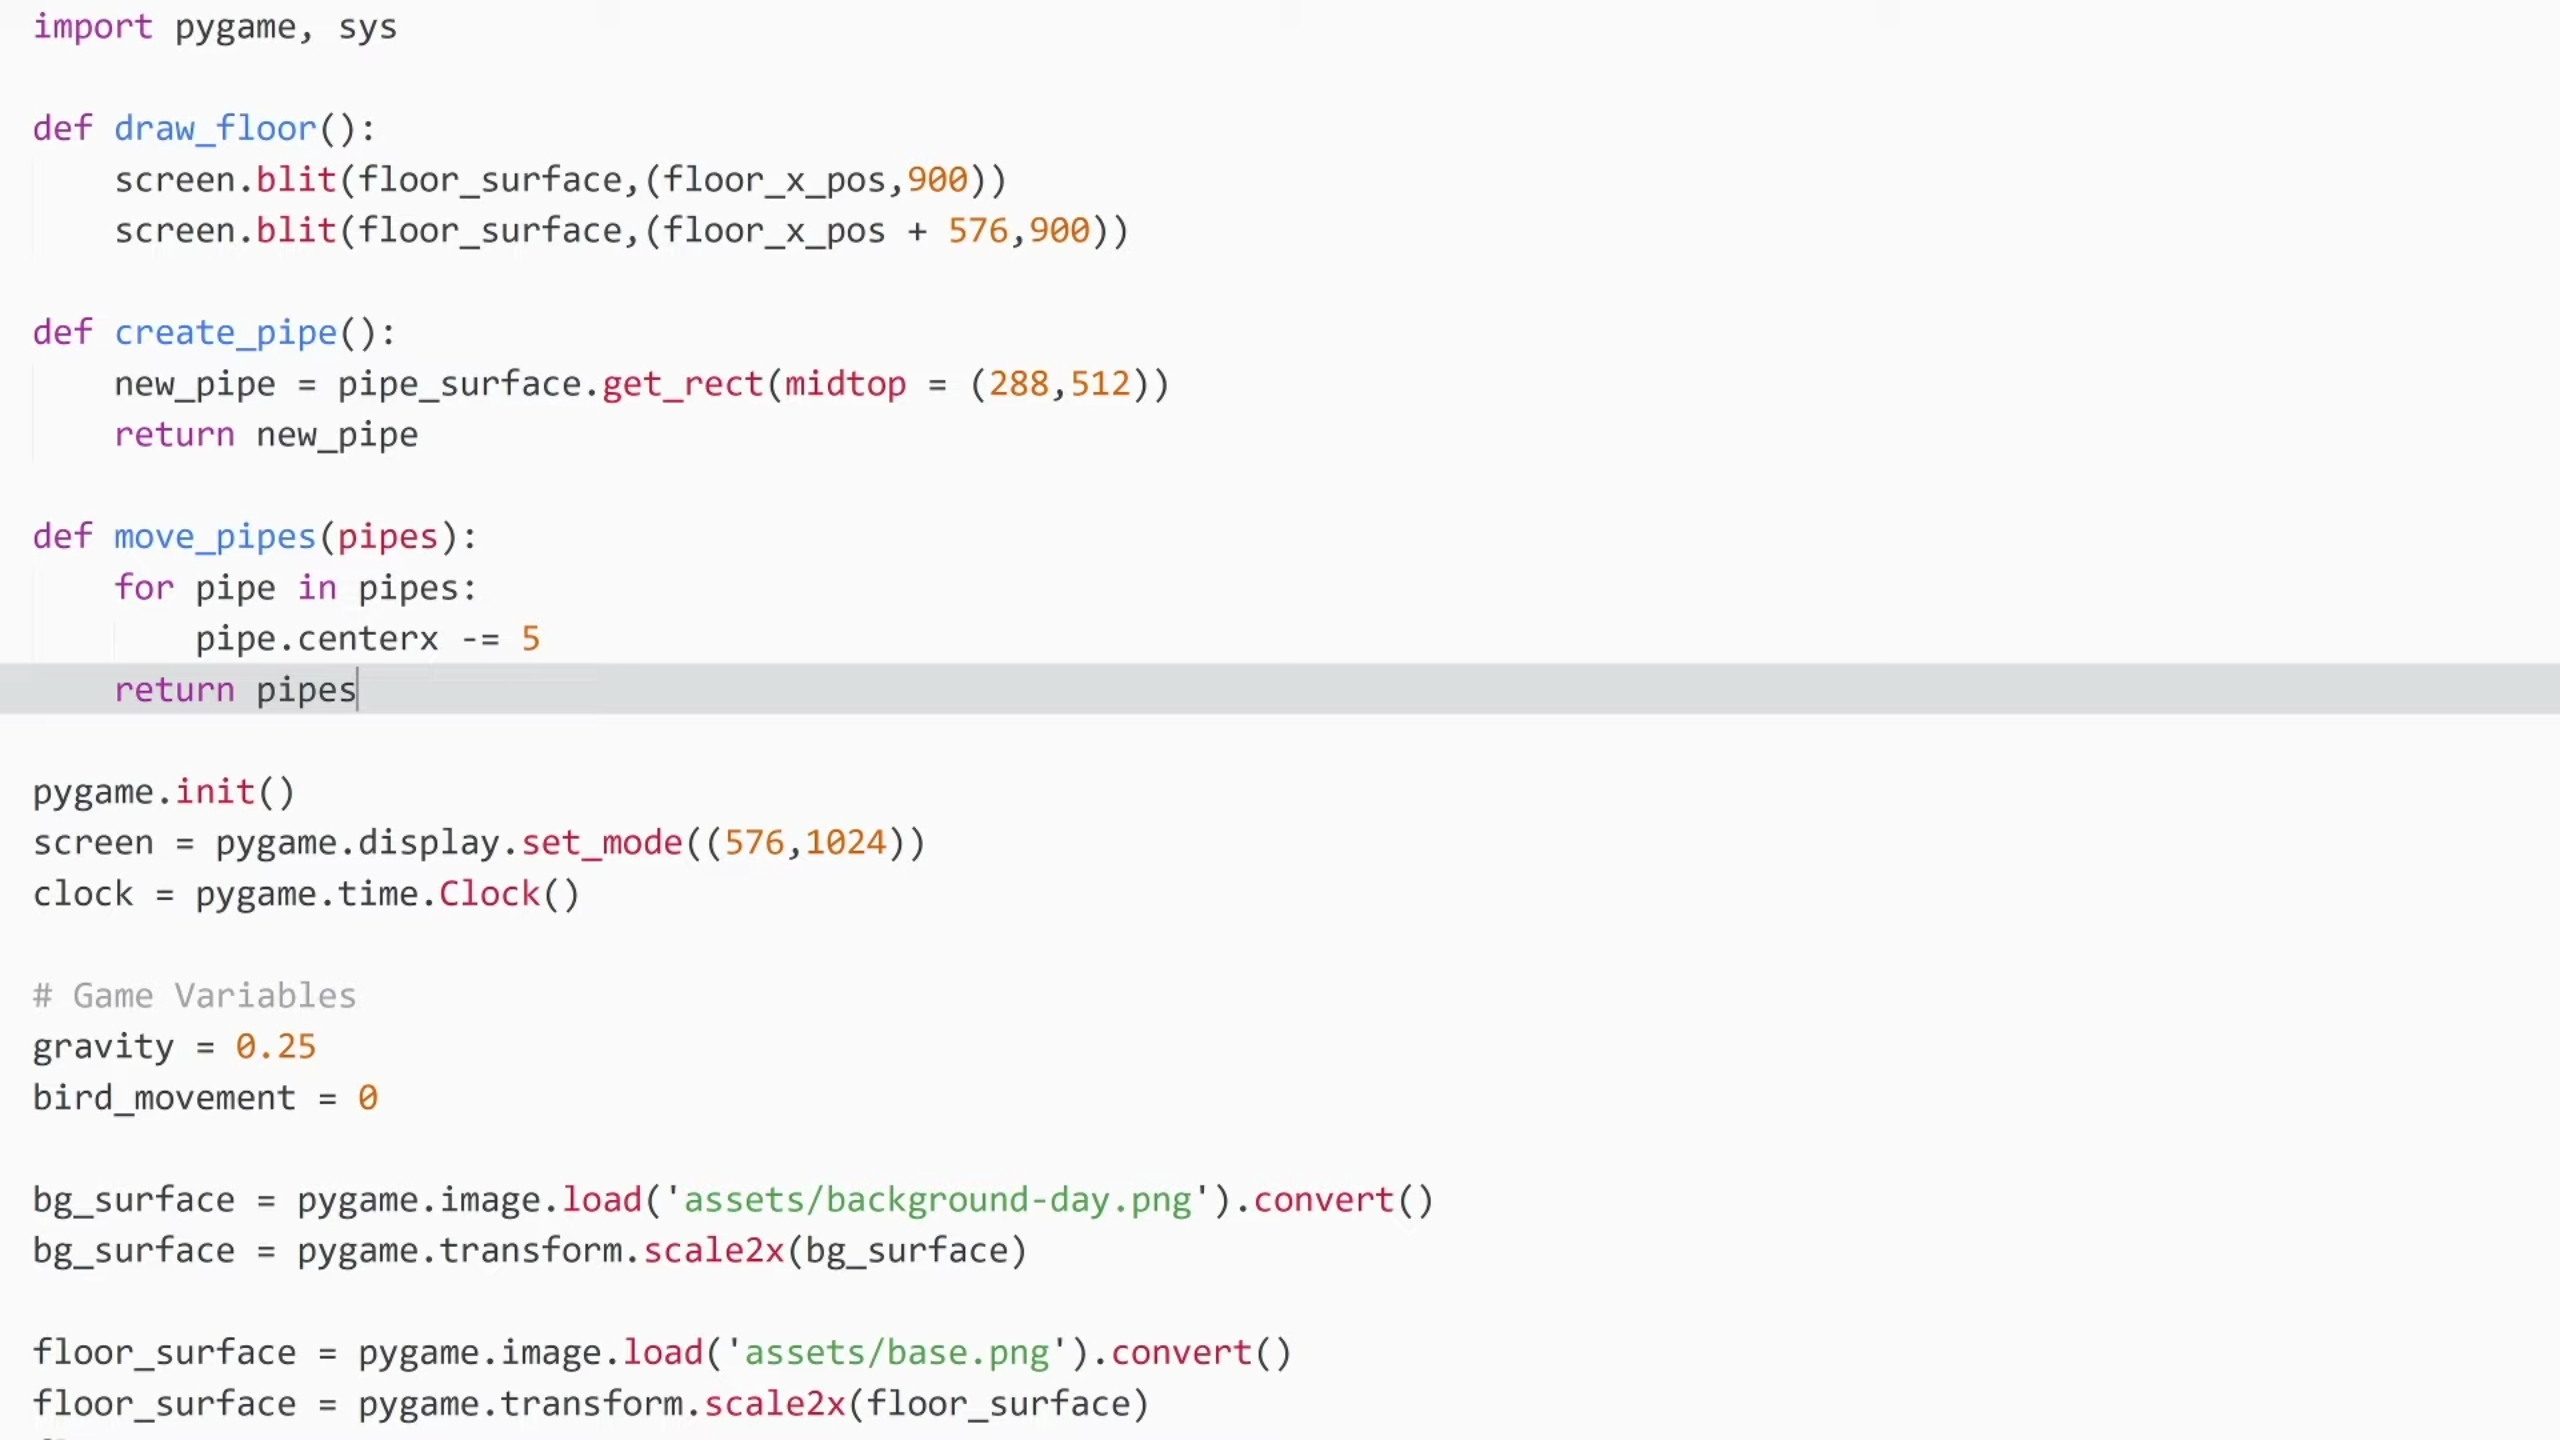 import pygame, sys
def draw_floor():
screen.blit(floor_surface,(floor_x_pos,900))
screen.blit(floor_surface,(floor_x_pos + 576,900))
def create_pipe():
new_pipe = pipe_surface.get_rect(midtop = (288,512))
return new_pipe
def move_pipes(pipes):
for pipe in pipes:
pipe.centerx -= 5
return pipes
pygame.init()
screen = pygame.display.set_mode((576,1024))
clock = pygame.time.Clock()
# Game Variables
gravity = 0.25
bird_movement = 0
bg_surface = pygame.image.load('assets/background-day.png').convert()
bg_surface = pygame.transform.scale2x(bg_surface)
floor_surface = pygame.image.load('assets/base.png').convert()
floor_surface = pygame.transform.scale2x(floor_surface)